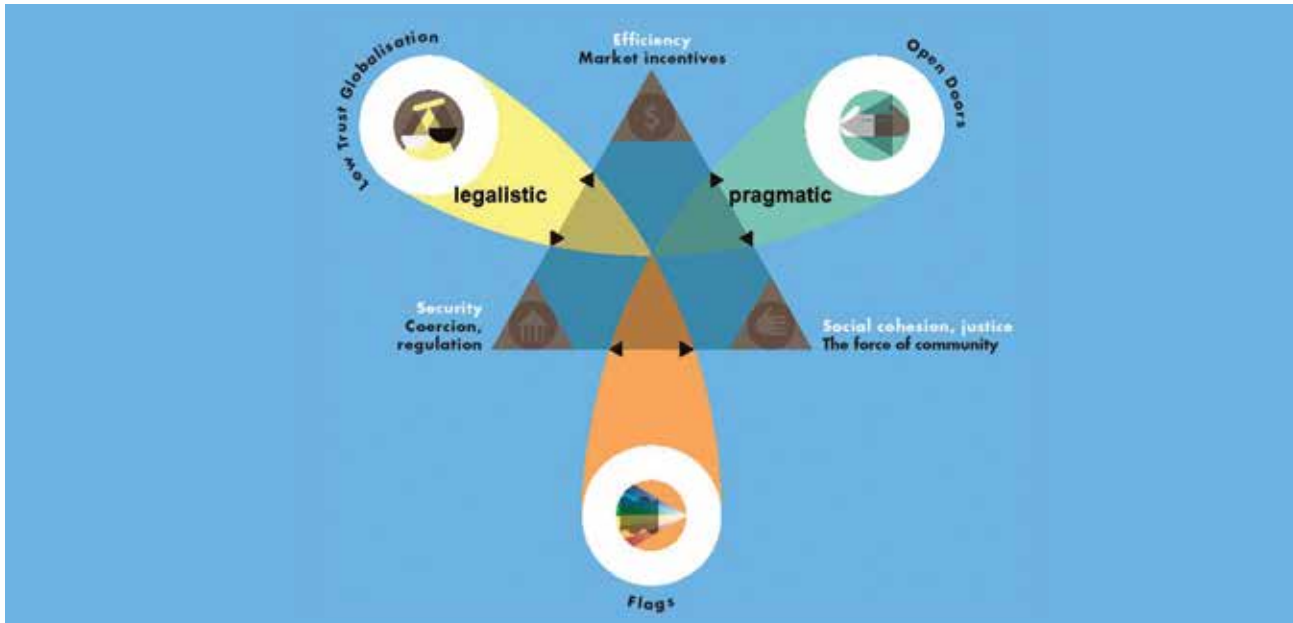 Low Trust Globalisation
Efficiency
Market incentives
Open Doors
$
legalistic
pragmatic
Security
Coercion,
regulation
Social cohesion, justice
The force of community
Flags